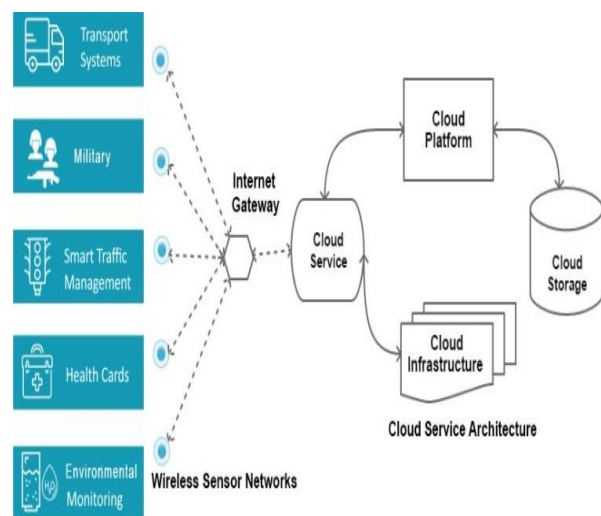 Transport
Systems
Military
Smart Traffic
Management
Health Cards
Environmental
Monitoring
H₂O
Wireless Sensor Networks
Internet
Gateway
Cloud
Service
Cloud
Platform
Cloud
Storage
Cloud
Infrastructure
Cloud Service Architecture